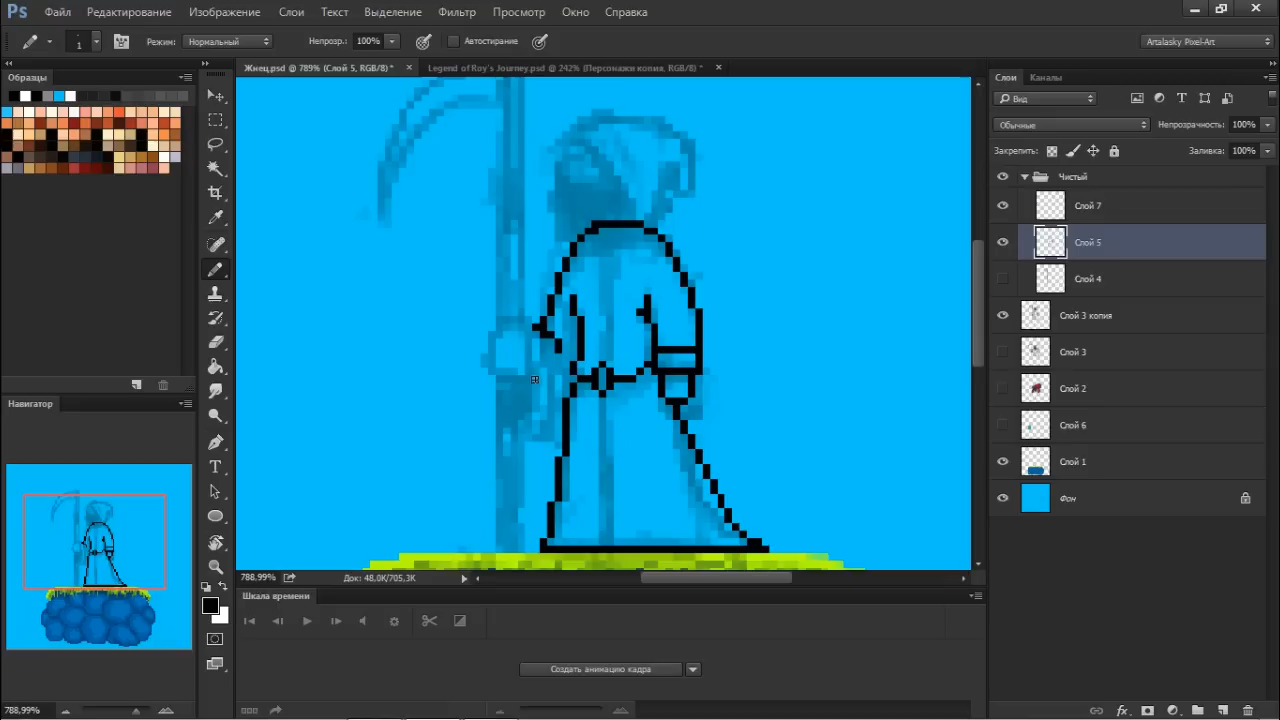 Ps Файл Редактирование Изображение Слои Текст Выделение Фильтр Просмотр Окно Справка
1 Режим: Нормальный Непрозр.: 100% Автостирание Artalasky Pixel-Art
Образцы
Жнец.psd @ 789% (Слой 5, RGB/8) * × Legend of Roy's Journey.psd @ 242% (Персонажи копия, RGB/8) * ×
Слои Каналы
Вид
Обычные Непрозрачность: 100%
Закрепить: Заливка: 100%
Чистый
Слой 7
Слой 5
Слой 4
Слой 3 копия
Слой 3
Слой 2
Слой 6
Слой 1
Фон
Навигатор
788,99% Док: 48,0K/705,3K
Шкала времени
Создать анимацию кадра
788,99%